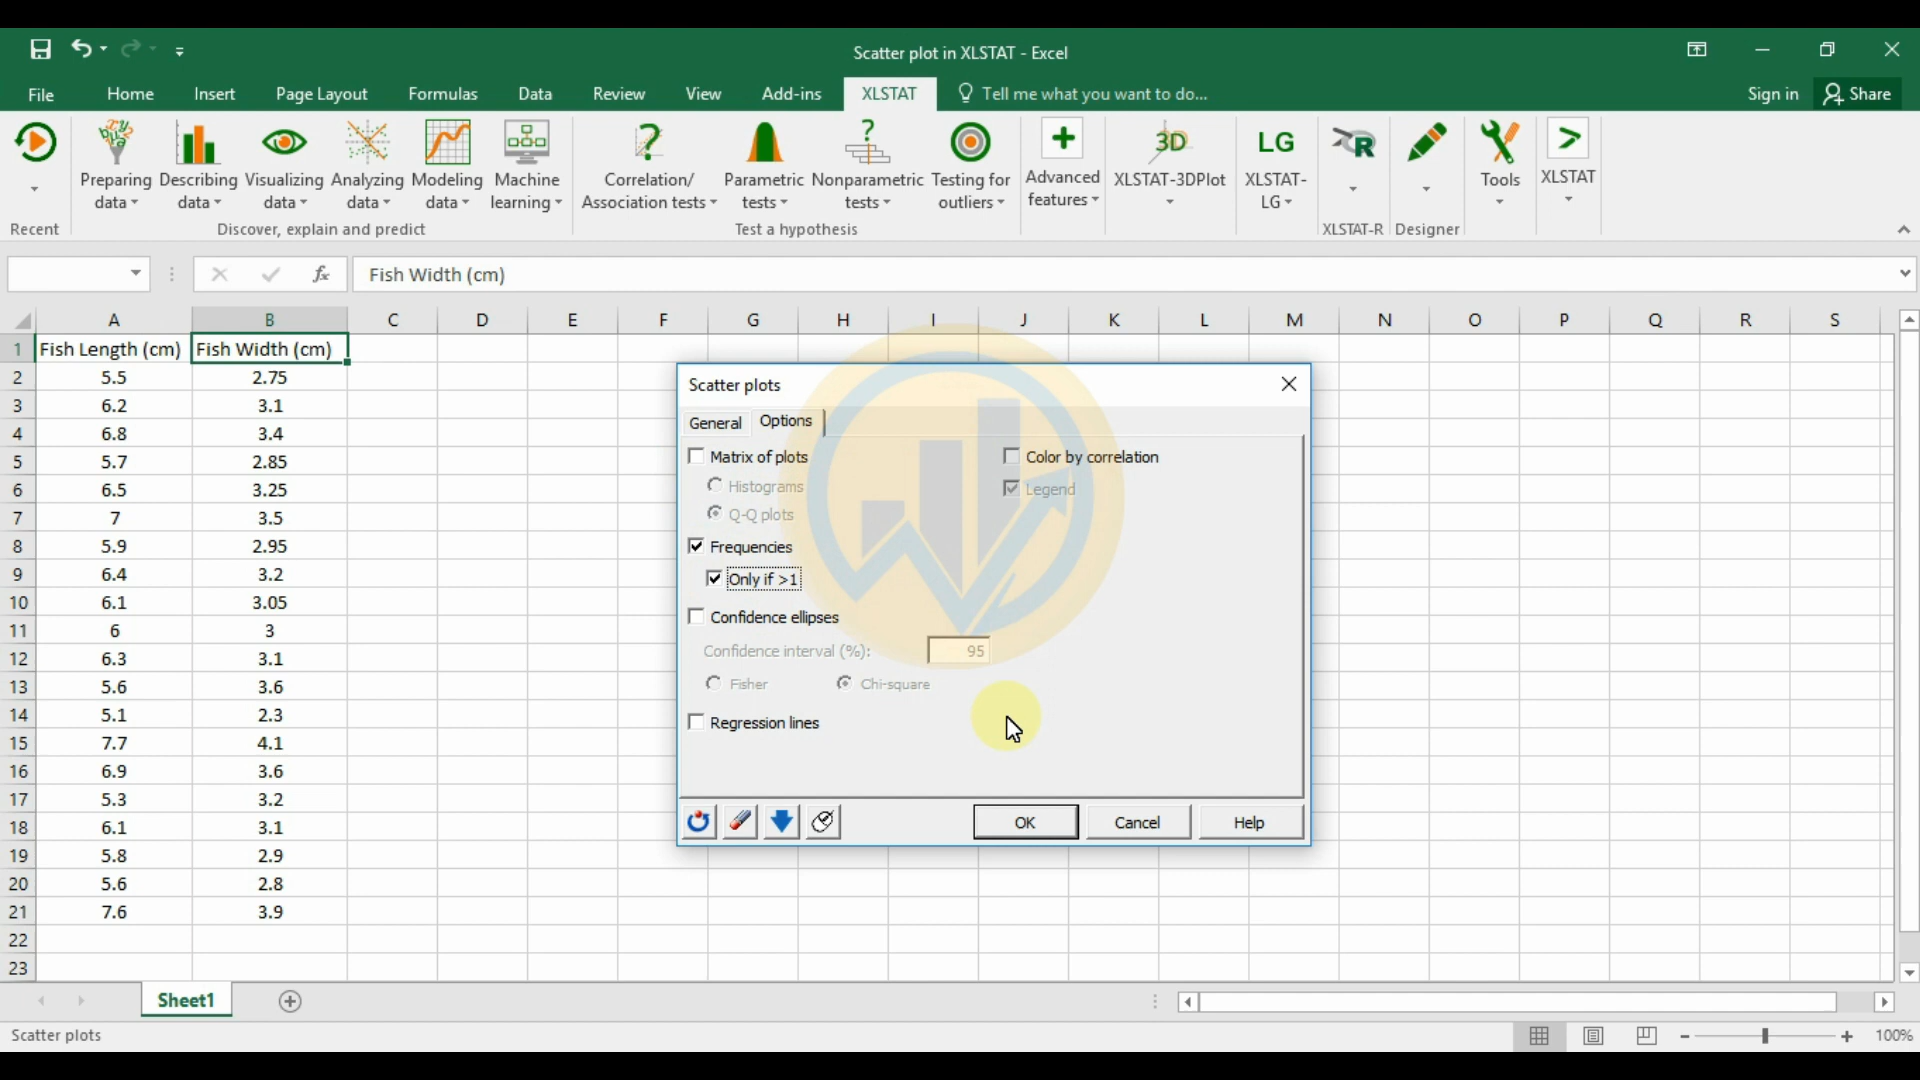 Scatter plot in XLSTAT - Excel
File Home Insert Page Layout Formulas Data Review View Add-ins XLSTAT Tell me what you want to do... Sign in Share
Preparing data Describing data Visualizing data Analyzing data Modeling data Machine learning Correlation/ Association tests Parametric tests Nonparametric tests Testing for outliers Advanced features XLSTAT-3DPlot XLSTAT-LG Tools XLSTAT
Recent Discover, explain and predict Test a hypothesis XLSTAT-R Designer
fx Fish Width (cm)
A B C D E F G H I J K L M N O P Q R S
1 Fish Length (cm) Fish Width (cm)
2 5.5 2.75
3 6.2 3.1
4 6.8 3.4
5 5.7 2.85
6 6.5 3.25
7 7 3.5
8 5.9 2.95
9 6.4 3.2
10 6.1 3.05
11 6 3
12 6.3 3.1
13 5.6 3.6
14 5.1 2.3
15 7.7 4.1
16 6.9 3.6
17 5.3 3.2
18 6.1 3.1
19 5.8 2.9
20 5.6 2.8
21 7.6 3.9
22
23
Scatter plots
General Options
Matrix of plots Color by correlation
Histograms Legend
Q-Q plots
Frequencies
Only if >1
Confidence ellipses
Confidence interval (%): 95
Fisher Chi-square
Regression lines
OK Cancel Help
Sheet1
Scatter plots 100%